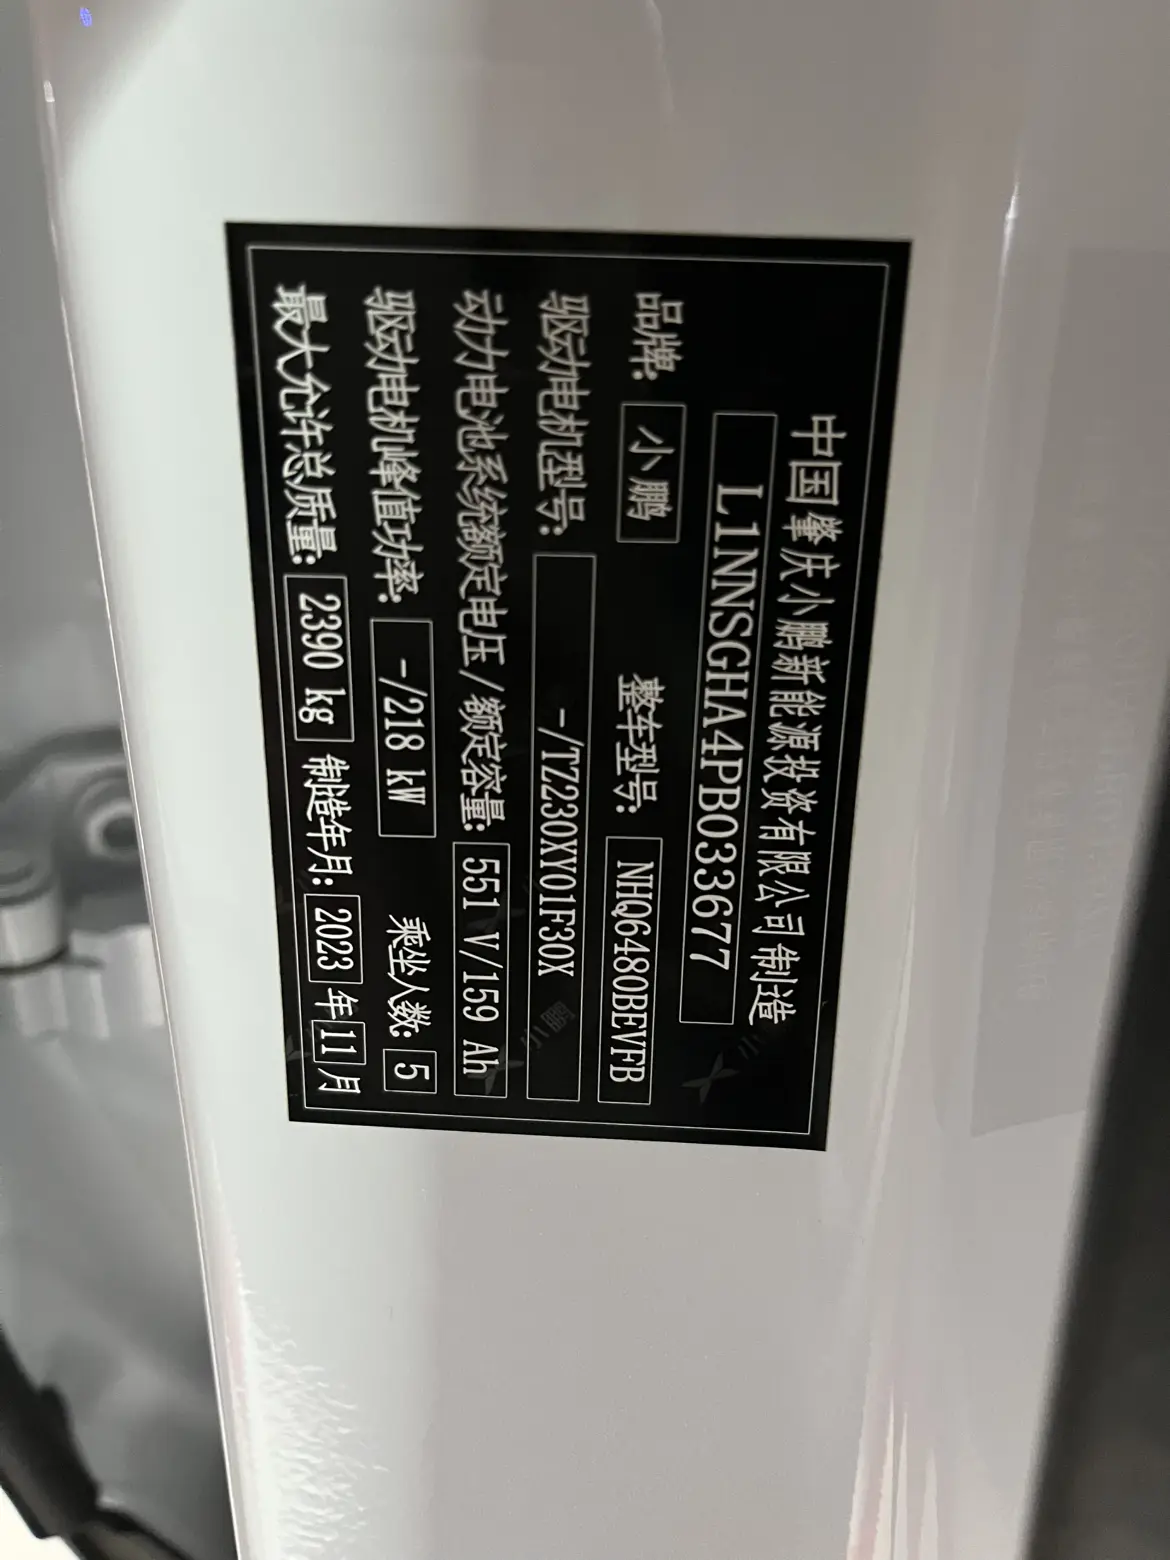 中国肇庆小鹏新能源投资有限公司制造
L1NNSGHA4PB033677
品牌: 小鹏 整车型号: NHQ6480BEVFB
驱动电机型号: -/TZ230XY01F30X
动力电池系统额定电压/额定容量: 551 V/159 Ah
驱动电机峰值功率: -/218 kW 乘坐人数: 5
最大允许总质量: 2390 kg 制造年月: 2023 年 11 月
小鹏
小鹏